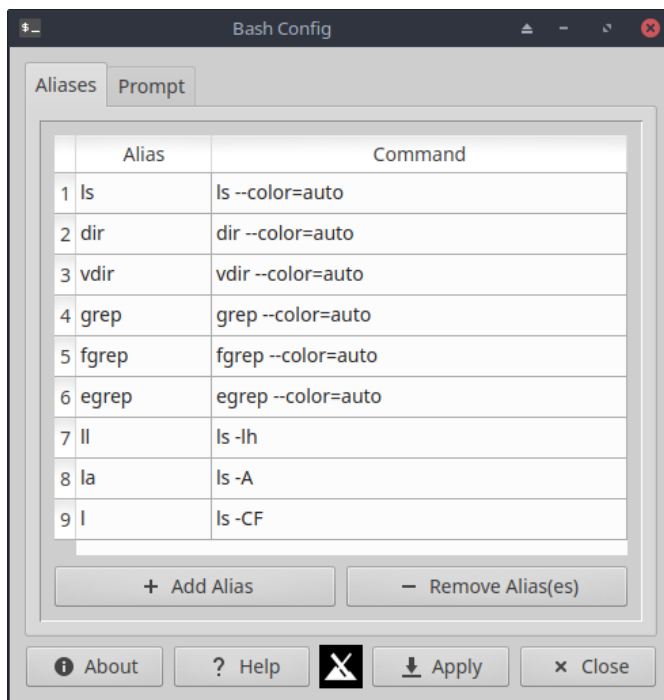 $_ Bash Config
Aliases Prompt
Alias Command
1 ls ls --color=auto
2 dir dir --color=auto
3 vdir vdir --color=auto
4 grep grep --color=auto
5 fgrep fgrep --color=auto
6 egrep egrep --color=auto
7 ll ls -lh
8 la ls -A
9 l ls -CF
+ Add Alias − Remove Alias(es)
About ? Help Apply × Close